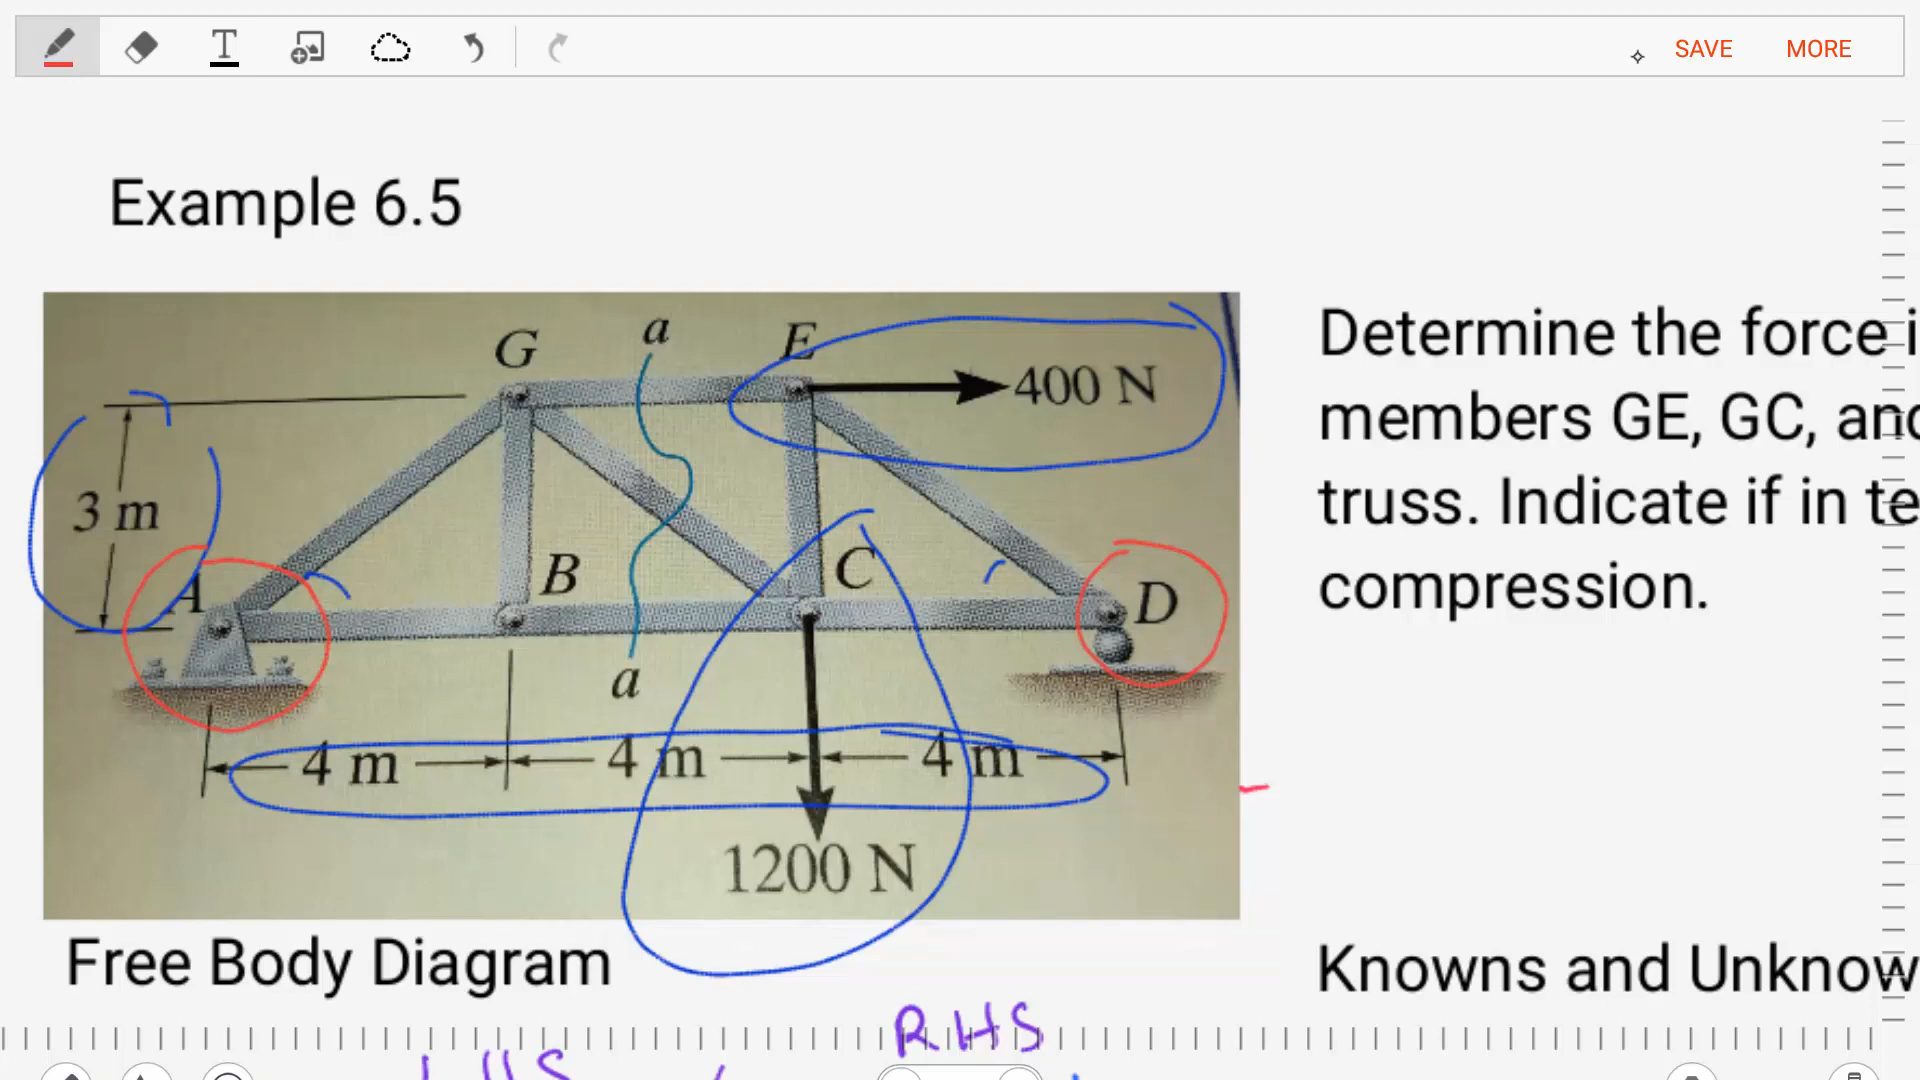 T
SAVE MORE
Example 6.5
G a E
400 N
3 m
A B C D
a
4 m 4 m 4 m
1200 N
Determine the force i
members GE, GC, and
truss. Indicate if in te
compression.
Free Body Diagram
Knowns and Unknow
RHS
LHS